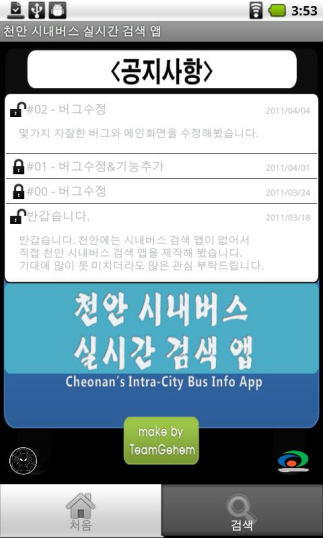 3:53
천안 시내버스 실시간 검색 앱
<공지사항>
#02 - 버그수정 2011/04/04
몇가지 자잘한 버그와 메인화면을 수정해봤습니다.
#01 - 버그수정&기능추가 2011/04/01
#00 - 버그수정 2011/03/24
반갑습니다. 2011/03/18
반갑습니다. 천안에는 시내버스 검색 앱이 없어서
직접 천안 시내버스 검색 앱을 제작해 봤습니다.
기대에 많이 못 미치더라도 많은 관심 부탁드립니다.
천안 시내버스
실시간 검색 앱
Cheonan's Intra-City Bus Info App
make by
TeamGehem
처음
검색